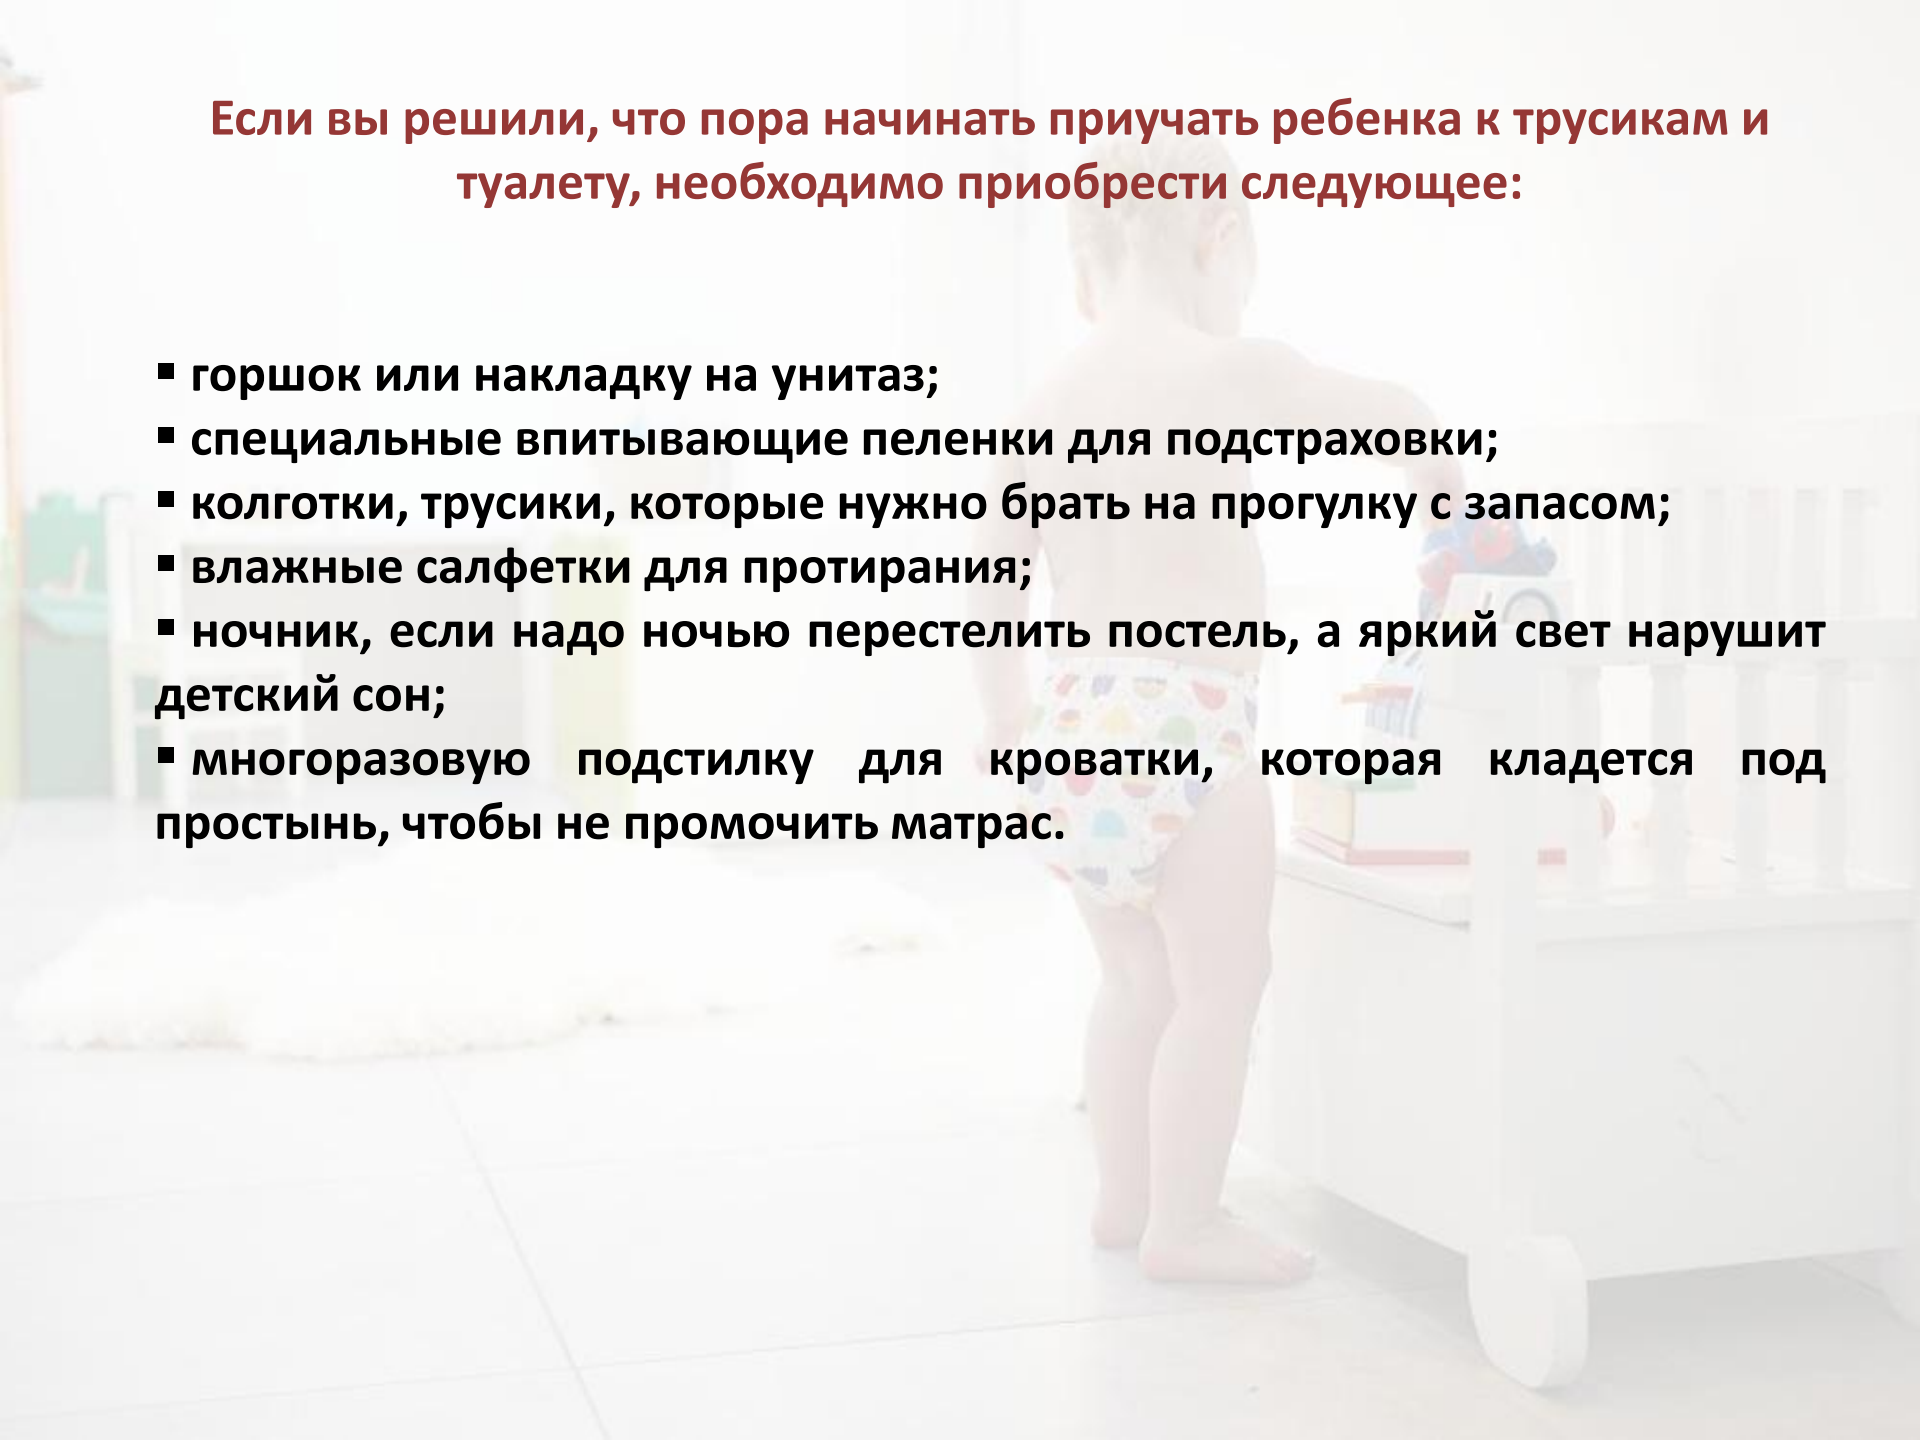 Если вы решили, что пора начинать приучать ребенка к трусикам и
туалету, необходимо приобрести следующее:
▪ горшок или накладку на унитаз;
▪ специальные впитывающие пеленки для подстраховки;
▪ колготки, трусики, которые нужно брать на прогулку с запасом;
▪ влажные салфетки для протирания;
▪ ночник, если надо ночью перестелить постель, а яркий свет нарушит
детский сон;
▪ многоразовую подстилку для кроватки, которая кладется под
простынь, чтобы не промочить матрас.